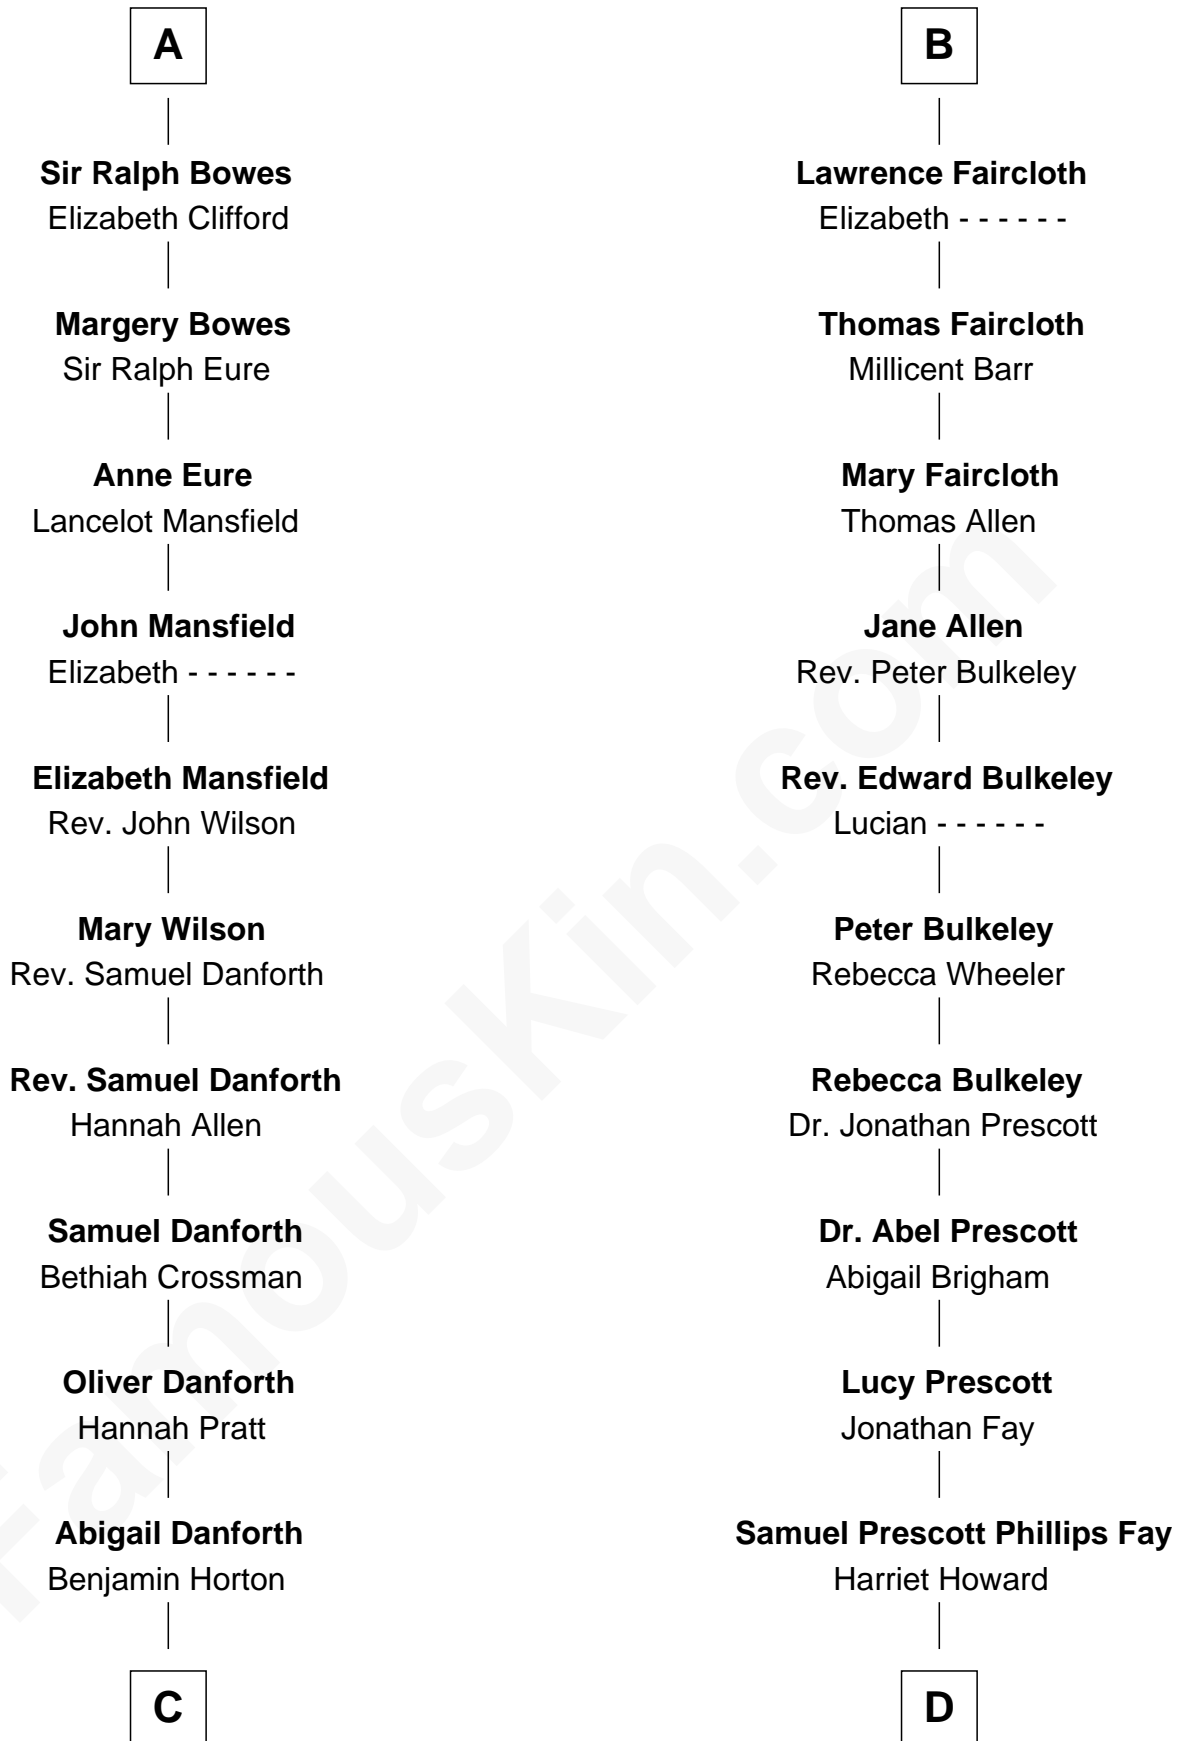 A
Sir Ralph Bowes
Elizabeth Clifford
Margery Bowes
Sir Ralph Eure
Anne Eure
Lancelot Mansfield
John Mansfield
Elizabeth - - - - - -
Elizabeth Mansfield
Rev. John Wilson
Mary Wilson
Rev. Samuel Danforth
Rev. Samuel Danforth
Hannah Allen
Samuel Danforth
Bethiah Crossman
Oliver Danforth
Hannah Pratt
Abigail Danforth
Benjamin Horton
C
B
Lawrence Faircloth
Elizabeth - - - - - -
Thomas Faircloth
Millicent Barr
Mary Faircloth
Thomas Allen
Jane Allen
Rev. Peter Bulkeley
Rev. Edward Bulkeley
Lucian - - - - - -
Peter Bulkeley
Rebecca Wheeler
Rebecca Bulkeley
Dr. Jonathan Prescott
Dr. Abel Prescott
Abigail Brigham
Lucy Prescott
Jonathan Fay
Samuel Prescott Phillips Fay
Harriet Howard
D
FamousKin.com